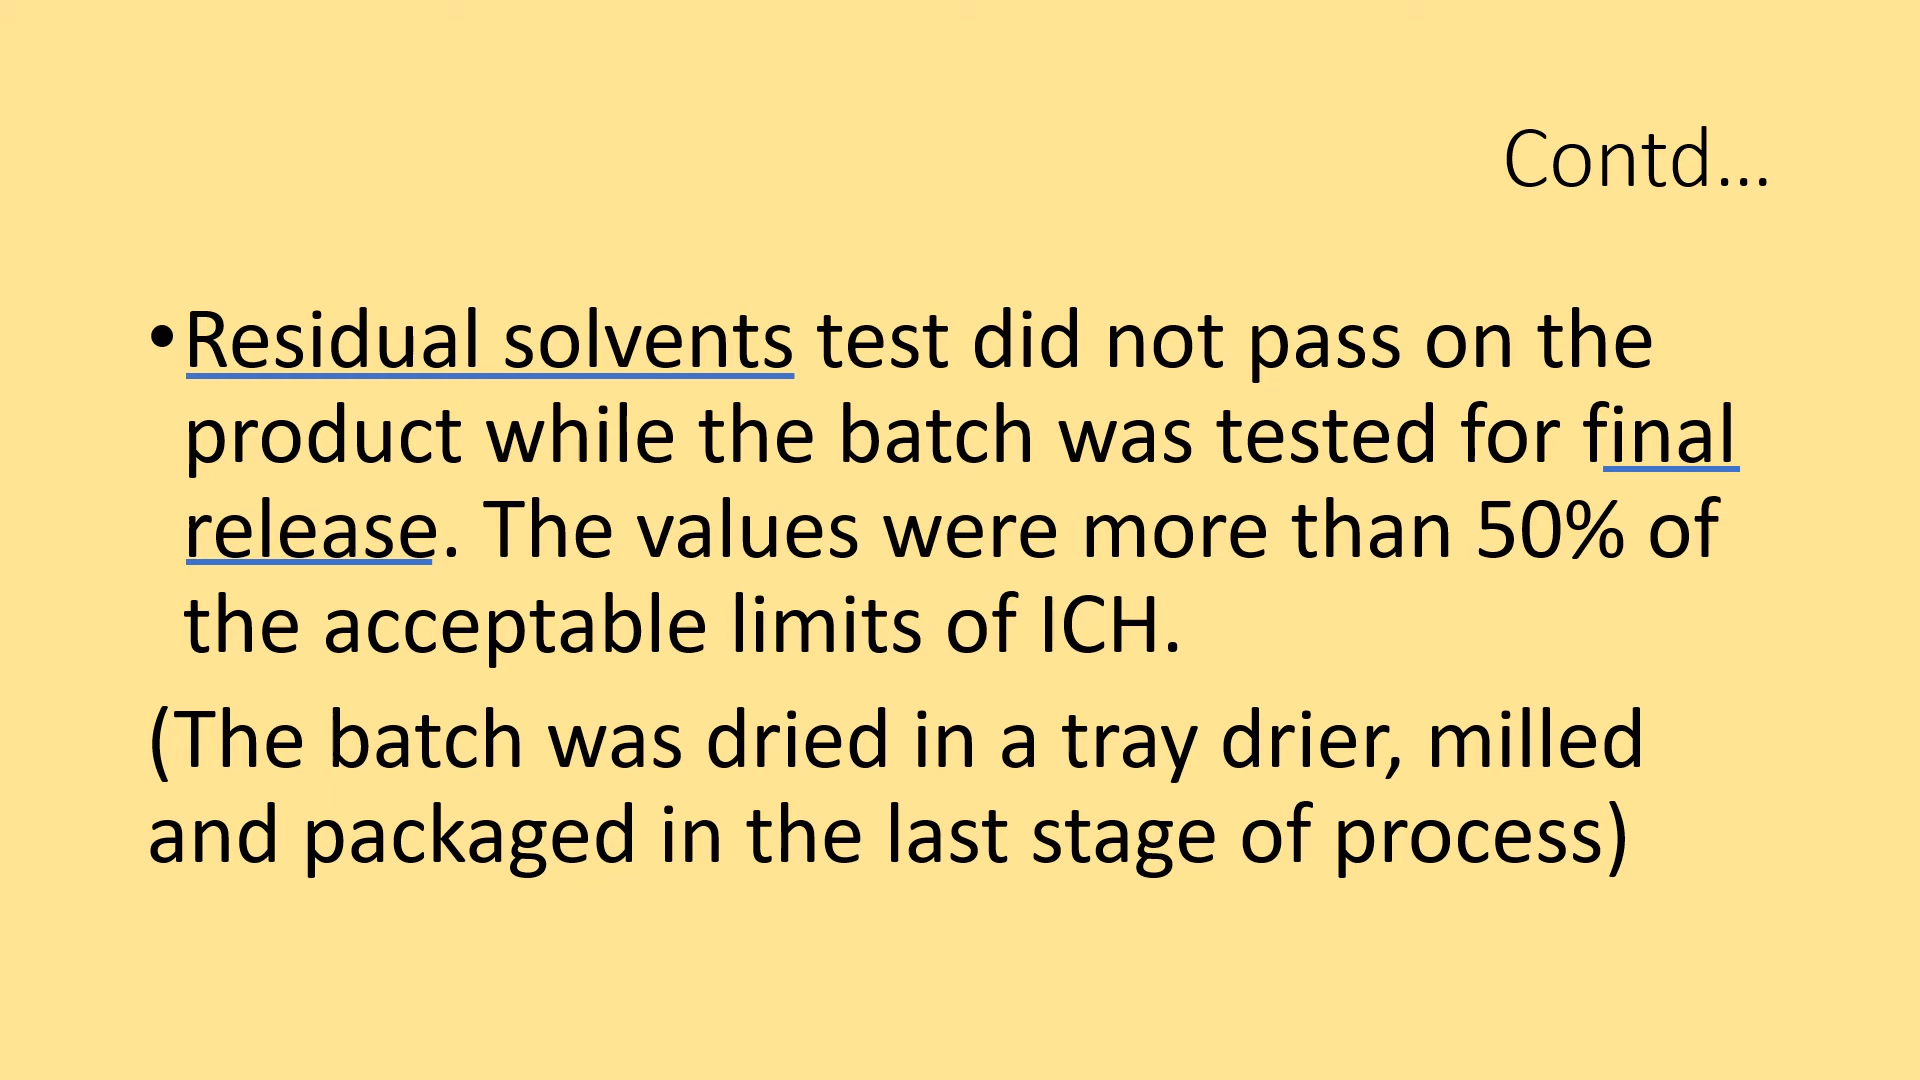 Contd...
•Residual solvents test did not pass on the
product while the batch was tested for final
release. The values were more than 50% of
the acceptable limits of ICH.
(The batch was dried in a tray drier, milled
and packaged in the last stage of process)